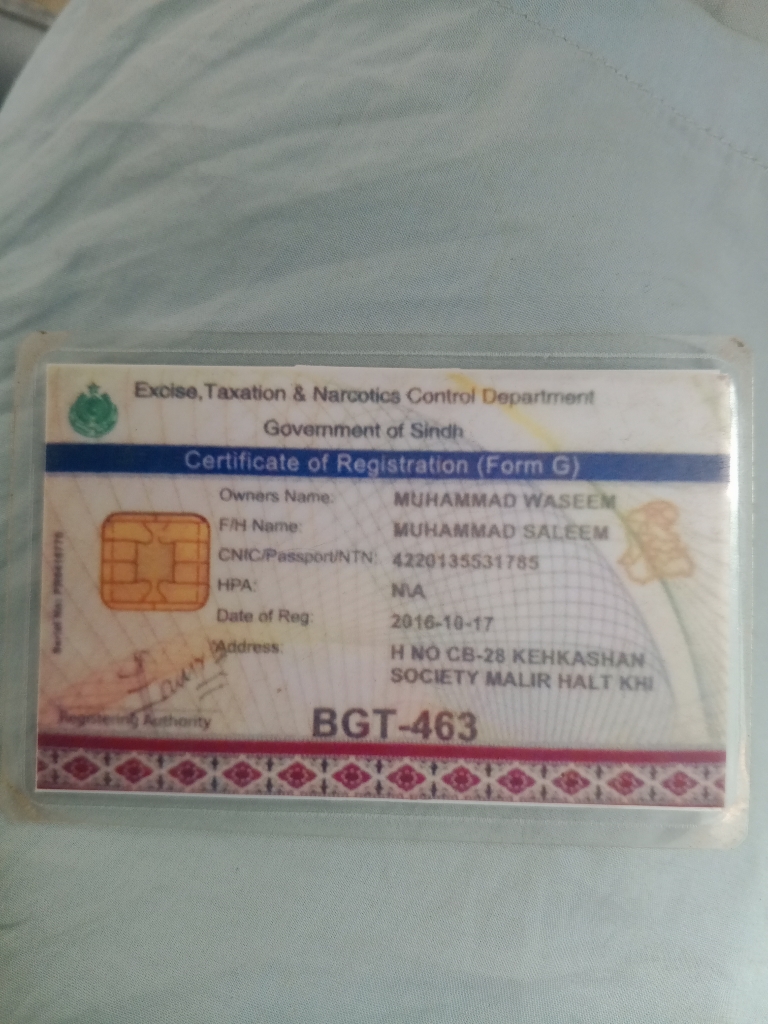 Excise,Taxation & Narcotics Control Department
Government of Sindh
Certificate of Registration (Form G)
Owners Name: MUHAMMAD WASEEM
F/H Name: MUHAMMAD SALEEM
CNIC/Passport/NTN: 4220135531785
HPA: N\A
Date of Reg: 2016-10-17
Address: H NO CB-28 KEHKASHAN
SOCIETY MALIR HALT KHI
Serial No:
Registering Authority
BGT-463